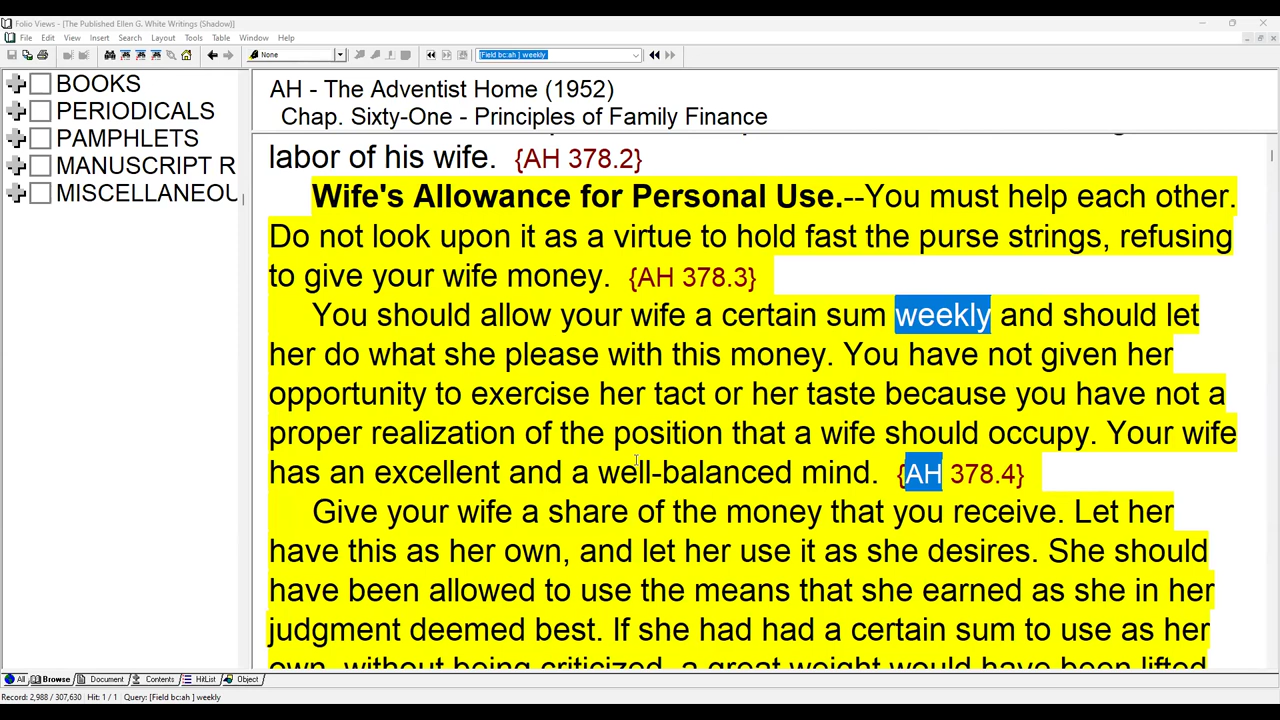 Folio Views - [The Published Ellen G. White Writings (Shadow)]
File Edit View Insert Search Layout Tools Table Window Help
None [Field bc:ah ] weekly
BOOKS
PERIODICALS
PAMPHLETS
MANUSCRIPT R
MISCELLANEOU
AH - The Adventist Home (1952)
Chap. Sixty-One - Principles of Family Finance
labor of his wife. {AH 378.2}
Wife's Allowance for Personal Use.--You must help each other.
Do not look upon it as a virtue to hold fast the purse strings, refusing
to give your wife money. {AH 378.3}
You should allow your wife a certain sum weekly and should let
her do what she please with this money. You have not given her
opportunity to exercise her tact or her taste because you have not a
proper realization of the position that a wife should occupy. Your wife
has an excellent and a well-balanced mind. {AH 378.4}
Give your wife a share of the money that you receive. Let her
have this as her own, and let her use it as she desires. She should
have been allowed to use the means that she earned as she in her
judgment deemed best. If she had had a certain sum to use as her
own, without being criticized, a great weight would have been lifted
All Browse Document Contents HitList Object
Record: 2,988 / 307,630 Hit: 1 / 1 Query: [Field bc:ah ] weekly